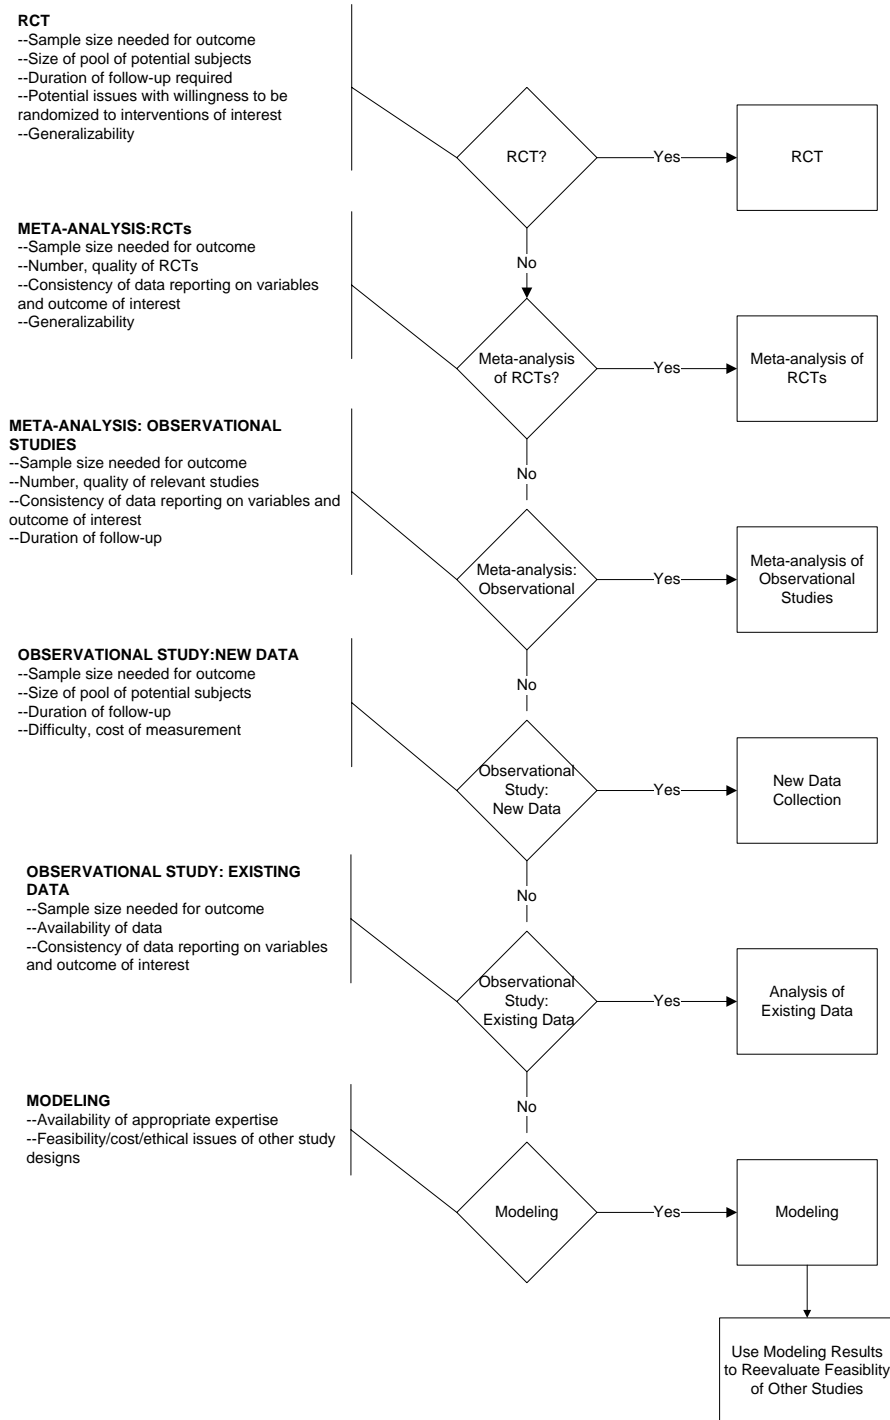 RCT
--Sample size needed for outcome
--Size of pool of potential subjects
--Duration of follow-up required
--Potential issues with willingness to be
randomized to interventions of interest
--Generalizability
RCT?
Yes
RCT
No
META-ANALYSIS:RCTs
--Sample size needed for outcome
--Number, quality of RCTs
--Consistency of data reporting on variables
and outcome of interest
--Generalizability
Meta-analysis
of RCTs?
Yes
Meta-analysis of
RCTs
No
META-ANALYSIS: OBSERVATIONAL
STUDIES
--Sample size needed for outcome
--Number, quality of relevant studies
--Consistency of data reporting on variables and
outcome of interest
--Duration of follow-up
Meta-analysis:
Observational
Yes
Meta-analysis of
Observational
Studies
No
OBSERVATIONAL STUDY:NEW DATA
--Sample size needed for outcome
--Size of pool of potential subjects
--Duration of follow-up
--Difficulty, cost of measurement
Observational
Study:
New Data
Yes
New Data
Collection
No
OBSERVATIONAL STUDY: EXISTING
DATA
--Sample size needed for outcome
--Availability of data
--Consistency of data reporting on variables
and outcome of interest
Observational
Study:
Existing Data
Yes
Analysis of
Existing Data
No
MODELING
--Availability of appropriate expertise
--Feasibility/cost/ethical issues of other study
designs
Modeling
Yes
Modeling
Use Modeling Results
to Reevaluate Feasiblity
of Other Studies